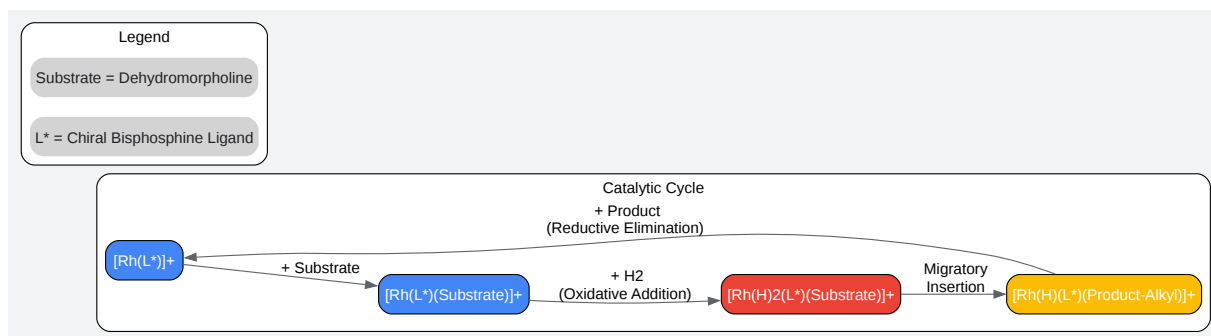 Legend
Substrate = Dehydromorpholine
L* = Chiral Bisphosphine Ligand
Catalytic Cycle
+ Product
(Reductive Elimination)
[Rh(L*)]+
+ Substrate
[Rh(L*)(Substrate)]+
+ H2
(Oxidative Addition)
[Rh(H)2(L*)(Substrate)]+
Migratory
Insertion
[Rh(H)(L*)(Product-Alkyl)]+